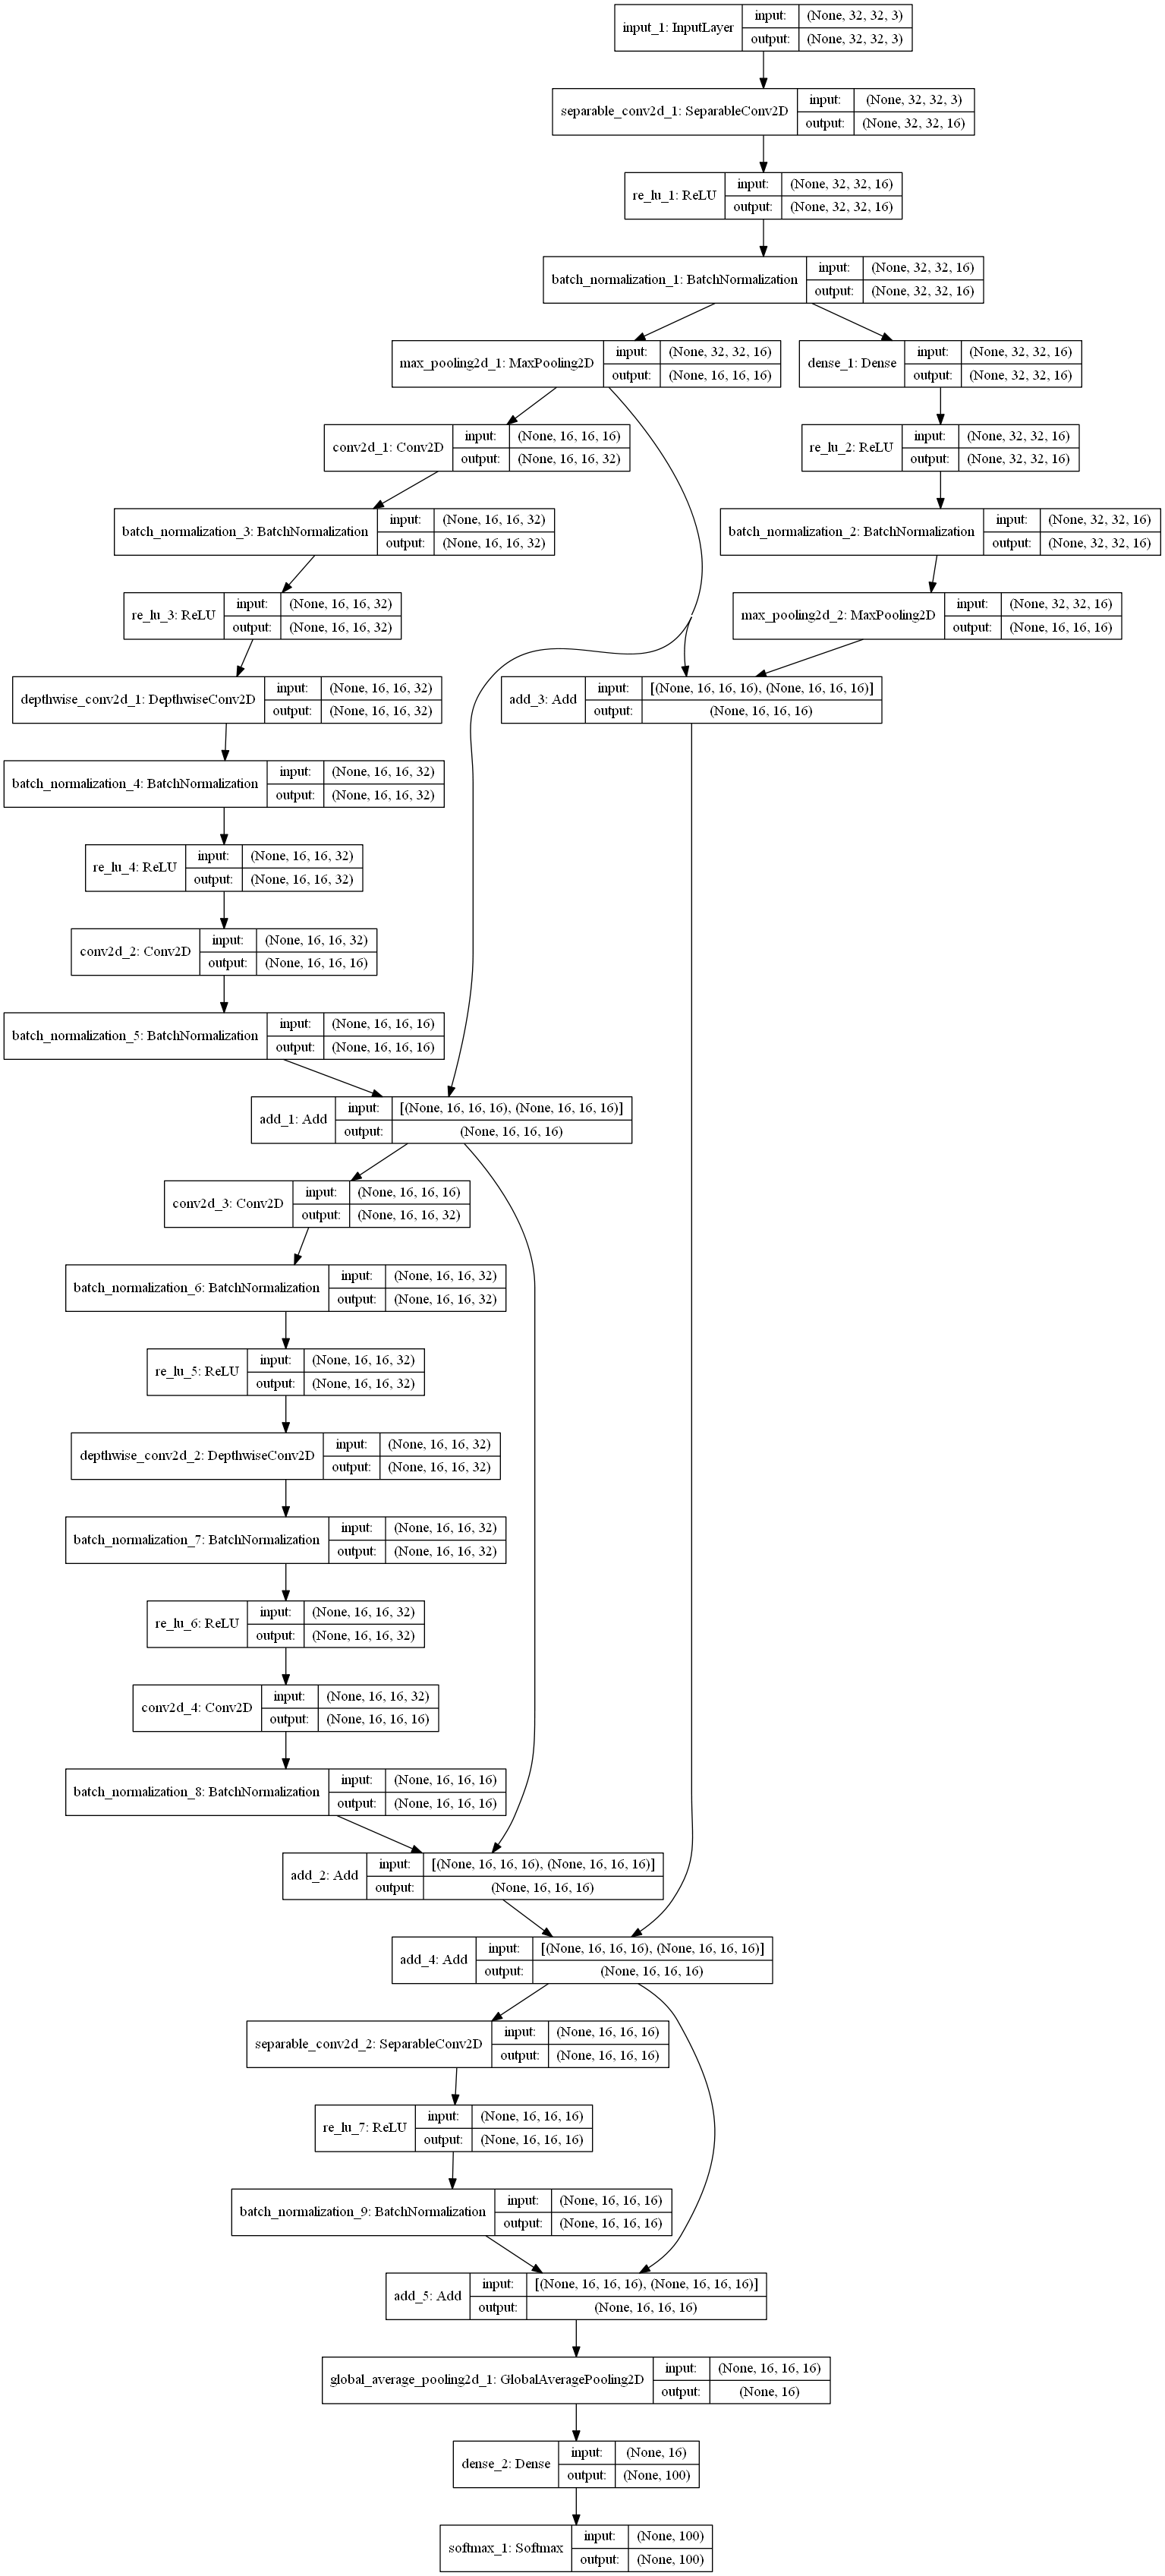 input_1: InputLayer
input: (None, 32, 32, 3)
output: (None, 32, 32, 3)
separable_conv2d_1: SeparableConv2D
input: (None, 32, 32, 3)
output: (None, 32, 32, 16)
re_lu_1: ReLU
input: (None, 32, 32, 16)
output: (None, 32, 32, 16)
batch_normalization_1: BatchNormalization
input: (None, 32, 32, 16)
output: (None, 32, 32, 16)
max_pooling2d_1: MaxPooling2D
input: (None, 32, 32, 16)
output: (None, 16, 16, 16)
dense_1: Dense
input: (None, 32, 32, 16)
output: (None, 32, 32, 16)
conv2d_1: Conv2D
input: (None, 16, 16, 16)
output: (None, 16, 16, 32)
re_lu_2: ReLU
input: (None, 32, 32, 16)
output: (None, 32, 32, 16)
batch_normalization_3: BatchNormalization
input: (None, 16, 16, 32)
output: (None, 16, 16, 32)
batch_normalization_2: BatchNormalization
input: (None, 32, 32, 16)
output: (None, 32, 32, 16)
re_lu_3: ReLU
input: (None, 16, 16, 32)
output: (None, 16, 16, 32)
max_pooling2d_2: MaxPooling2D
input: (None, 32, 32, 16)
output: (None, 16, 16, 16)
depthwise_conv2d_1: DepthwiseConv2D
input: (None, 16, 16, 32)
output: (None, 16, 16, 32)
add_3: Add
input: [(None, 16, 16, 16), (None, 16, 16, 16)]
output: (None, 16, 16, 16)
batch_normalization_4: BatchNormalization
input: (None, 16, 16, 32)
output: (None, 16, 16, 32)
re_lu_4: ReLU
input: (None, 16, 16, 32)
output: (None, 16, 16, 32)
conv2d_2: Conv2D
input: (None, 16, 16, 32)
output: (None, 16, 16, 16)
batch_normalization_5: BatchNormalization
input: (None, 16, 16, 16)
output: (None, 16, 16, 16)
add_1: Add
input: [(None, 16, 16, 16), (None, 16, 16, 16)]
output: (None, 16, 16, 16)
conv2d_3: Conv2D
input: (None, 16, 16, 16)
output: (None, 16, 16, 32)
batch_normalization_6: BatchNormalization
input: (None, 16, 16, 32)
output: (None, 16, 16, 32)
re_lu_5: ReLU
input: (None, 16, 16, 32)
output: (None, 16, 16, 32)
depthwise_conv2d_2: DepthwiseConv2D
input: (None, 16, 16, 32)
output: (None, 16, 16, 32)
batch_normalization_7: BatchNormalization
input: (None, 16, 16, 32)
output: (None, 16, 16, 32)
re_lu_6: ReLU
input: (None, 16, 16, 32)
output: (None, 16, 16, 32)
conv2d_4: Conv2D
input: (None, 16, 16, 32)
output: (None, 16, 16, 16)
batch_normalization_8: BatchNormalization
input: (None, 16, 16, 16)
output: (None, 16, 16, 16)
add_2: Add
input: [(None, 16, 16, 16), (None, 16, 16, 16)]
output: (None, 16, 16, 16)
add_4: Add
input: [(None, 16, 16, 16), (None, 16, 16, 16)]
output: (None, 16, 16, 16)
separable_conv2d_2: SeparableConv2D
input: (None, 16, 16, 16)
output: (None, 16, 16, 16)
re_lu_7: ReLU
input: (None, 16, 16, 16)
output: (None, 16, 16, 16)
batch_normalization_9: BatchNormalization
input: (None, 16, 16, 16)
output: (None, 16, 16, 16)
add_5: Add
input: [(None, 16, 16, 16), (None, 16, 16, 16)]
output: (None, 16, 16, 16)
global_average_pooling2d_1: GlobalAveragePooling2D
input: (None, 16, 16, 16)
output: (None, 16)
dense_2: Dense
input: (None, 16)
output: (None, 100)
softmax_1: Softmax
input: (None, 100)
output: (None, 100)